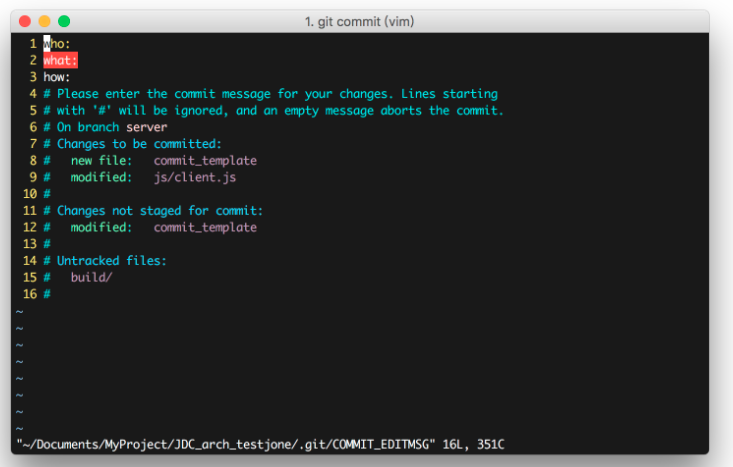 1. git commit (vim)
1 who:
2 what:
3 how:
4 # Please enter the commit message for your changes. Lines starting
5 # with '#' will be ignored, and an empty message aborts the commit.
6 # On branch server
7 # Changes to be committed:
8 #   new file:   commit_template
9 #   modified:   js/client.js
10 #
11 # Changes not staged for commit:
12 #   modified:   commit_template
13 #
14 # Untracked files:
15 #   build/
16 #
~
~
~
~
~
~
~
~
"~/Documents/MyProject/JDC_arch_testjone/.git/COMMIT_EDITMSG" 16L, 351C